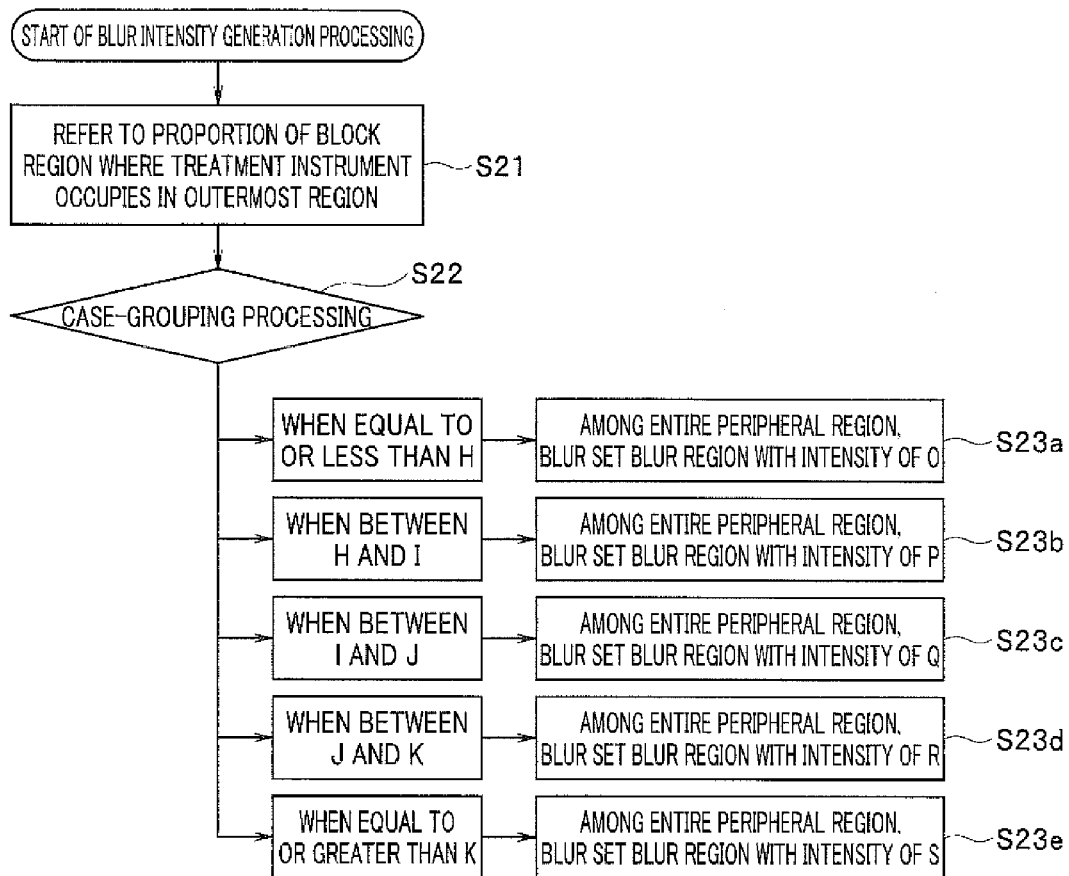 START OF BLUR INTENSITY GENERATION PROCESSING
REFER TO PROPORTION OF BLOCK
REGION WHERE TREATMENT INSTRUMENT
OCCUPIES IN OUTERMOST REGION
S21
S22
CASE-GROUPING PROCESSING
WHEN EQUAL TO
OR LESS THAN H
AMONG ENTIRE PERIPHERAL REGION,
BLUR SET BLUR REGION WITH INTENSITY OF O
S23a
WHEN BETWEEN
H AND I
AMONG ENTIRE PERIPHERAL REGION,
BLUR SET BLUR REGION WITH INTENSITY OF P
S23b
WHEN BETWEEN
I AND J
AMONG ENTIRE PERIPHERAL REGION,
BLUR SET BLUR REGION WITH INTENSITY OF Q
S23c
WHEN BETWEEN
J AND K
AMONG ENTIRE PERIPHERAL REGION,
BLUR SET BLUR REGION WITH INTENSITY OF R
S23d
WHEN EQUAL TO
OR GREATER THAN K
AMONG ENTIRE PERIPHERAL REGION,
BLUR SET BLUR REGION WITH INTENSITY OF S
S23e